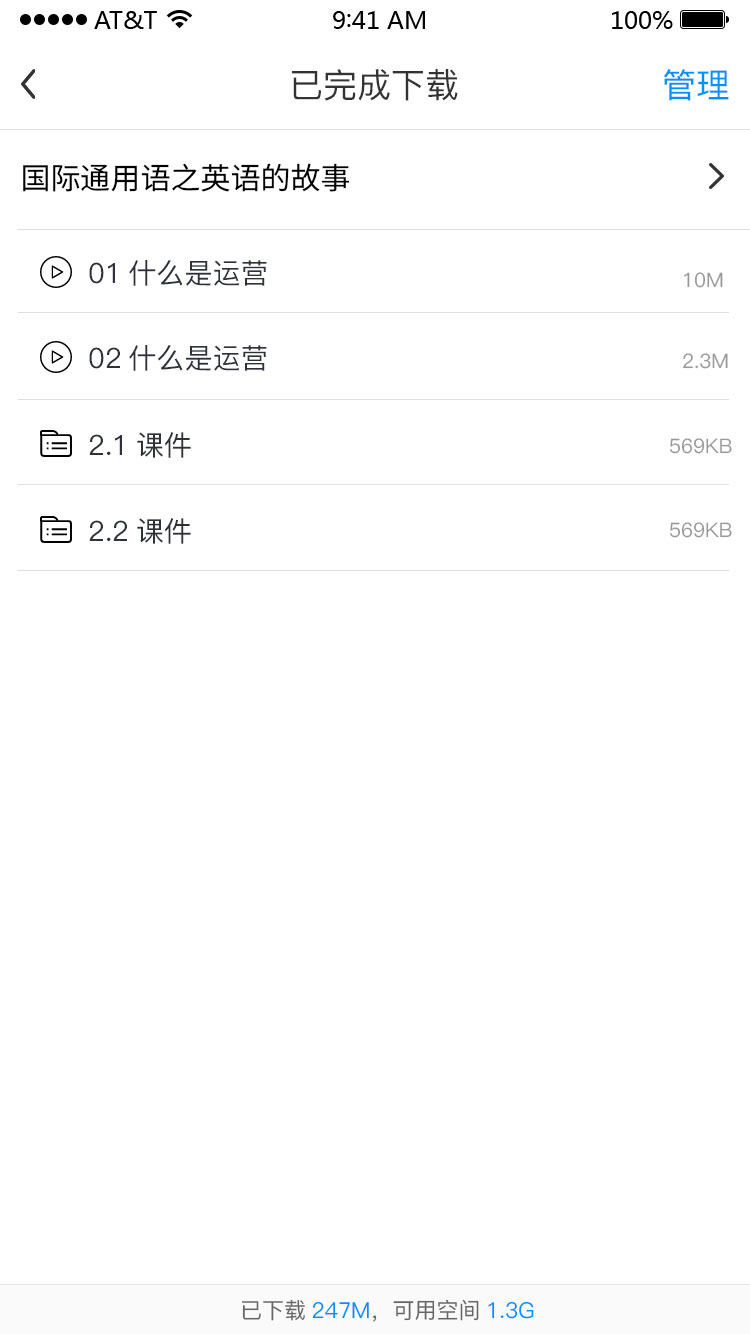 AT&T 9:41 AM 100%
已完成下载 管理
国际通用语之英语的故事
01 什么是运营 10M
02 什么是运营 2.3M
2.1 课件 569KB
2.2 课件 569KB
已下载 247M，可用空间 1.3G